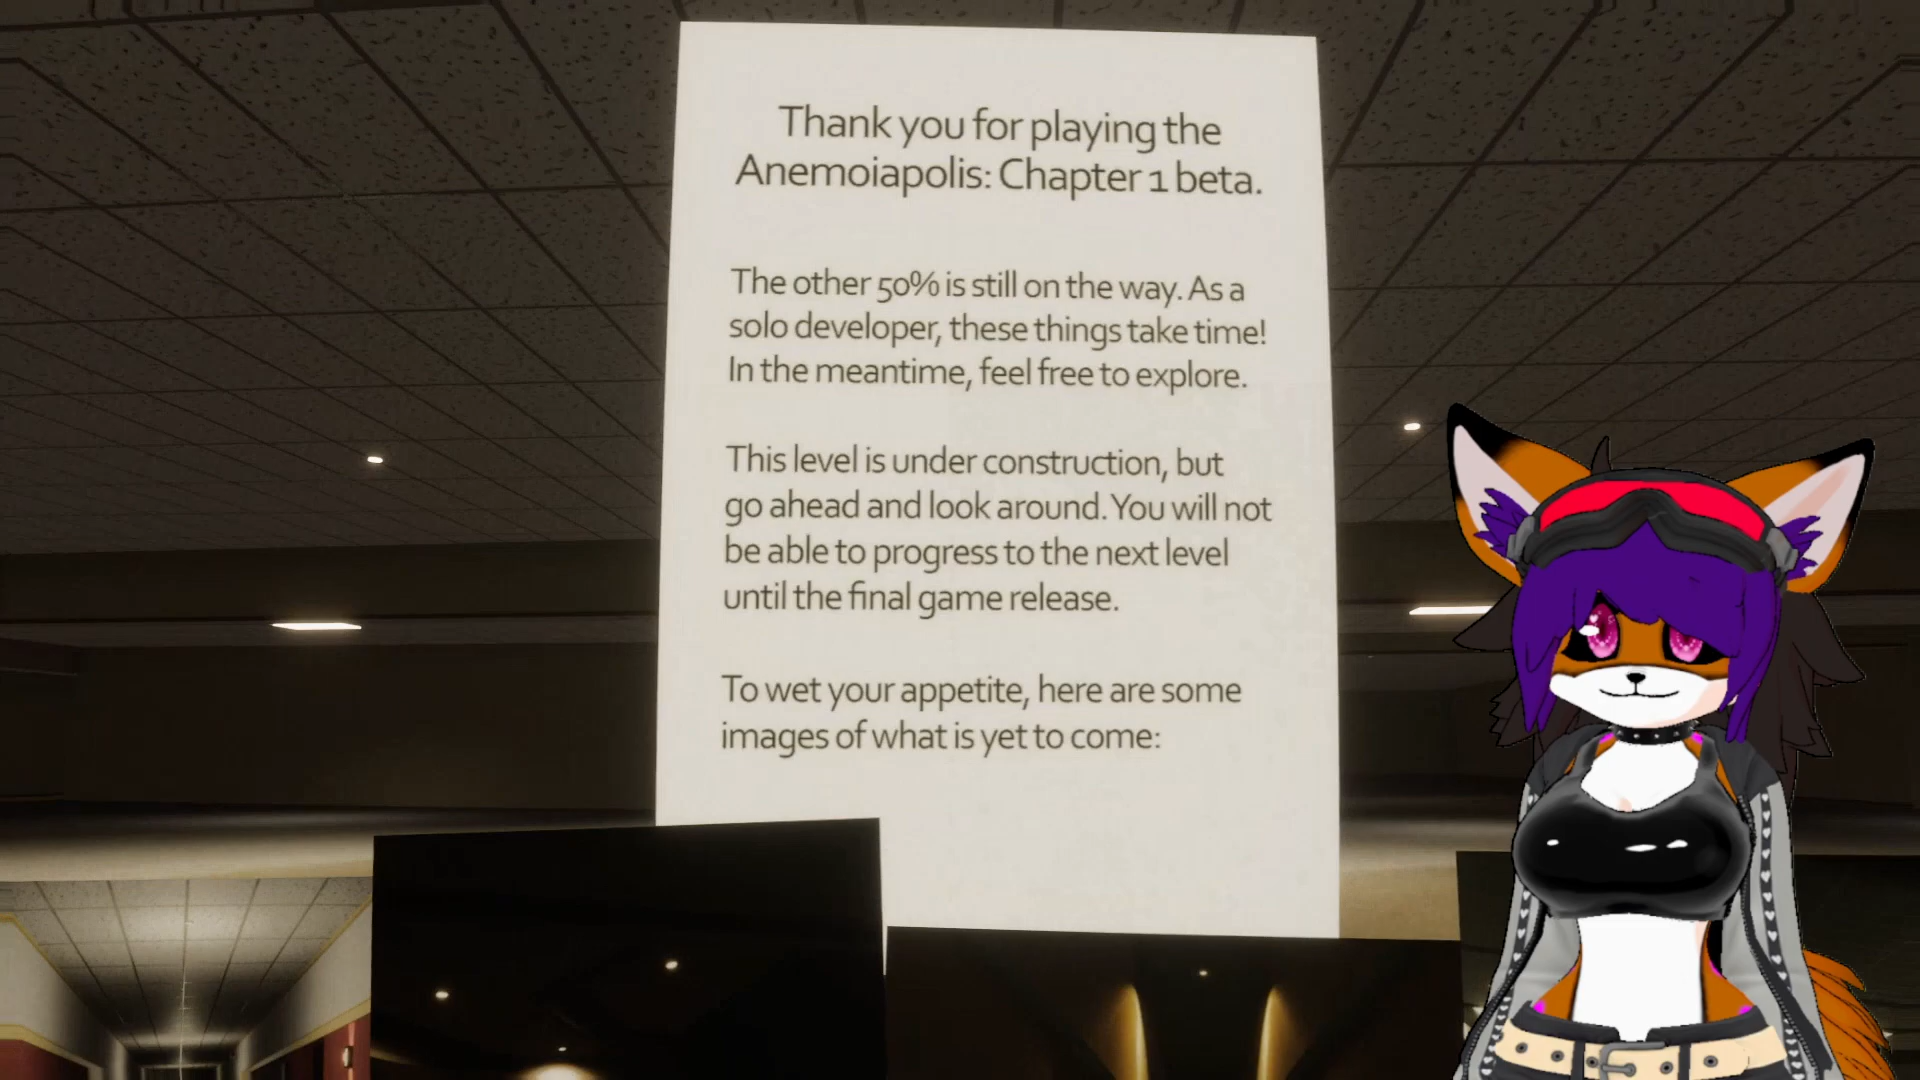 Thank you for playing the
Anemoiapolis: Chapter 1 beta.
The other 50% is still on the way. As a
solo developer, these things take time!
In the meantime, feel free to explore.
This level is under construction, but
go ahead and look around. You will not
be able to progress to the next level
until the final game release.
To wet your appetite, here are some
images of what is yet to come: